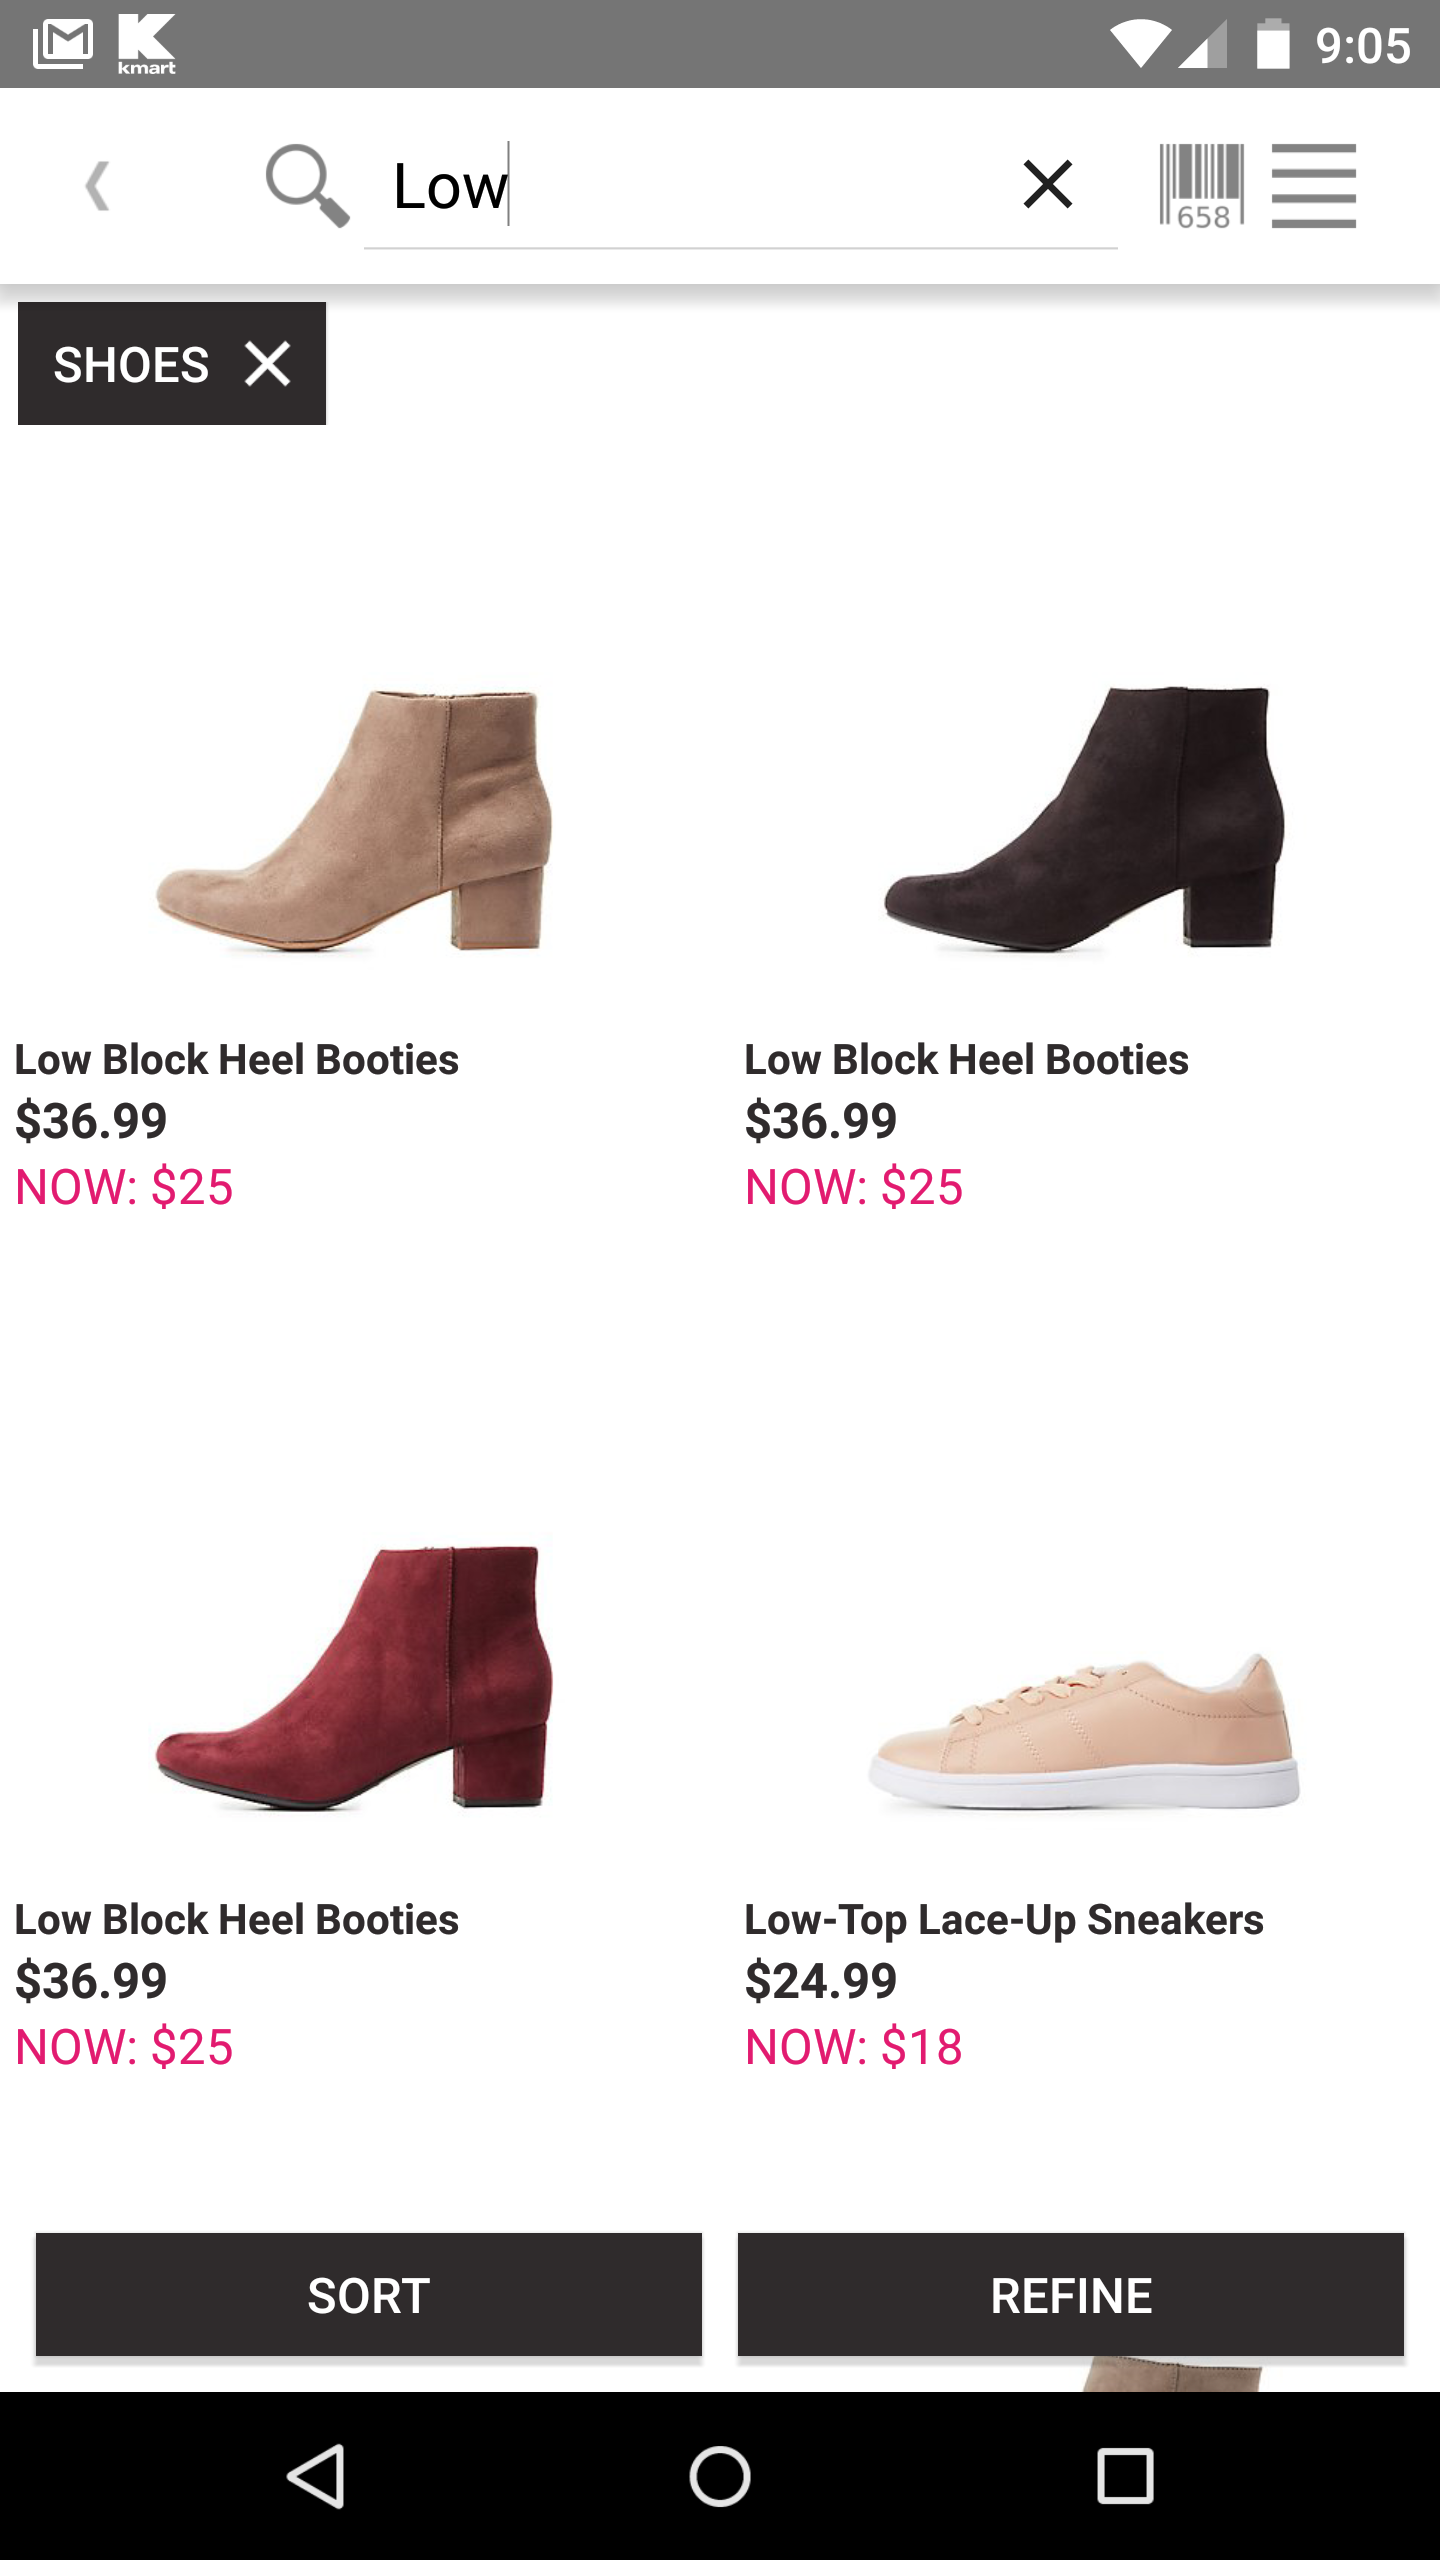 kmart
9:05
Low
658
SHOES
Low Block Heel Booties
$36.99
NOW: $25
Low Block Heel Booties
$36.99
NOW: $25
Low Block Heel Booties
$36.99
NOW: $25
Low-Top Lace-Up Sneakers
$24.99
NOW: $18
SORT
REFINE